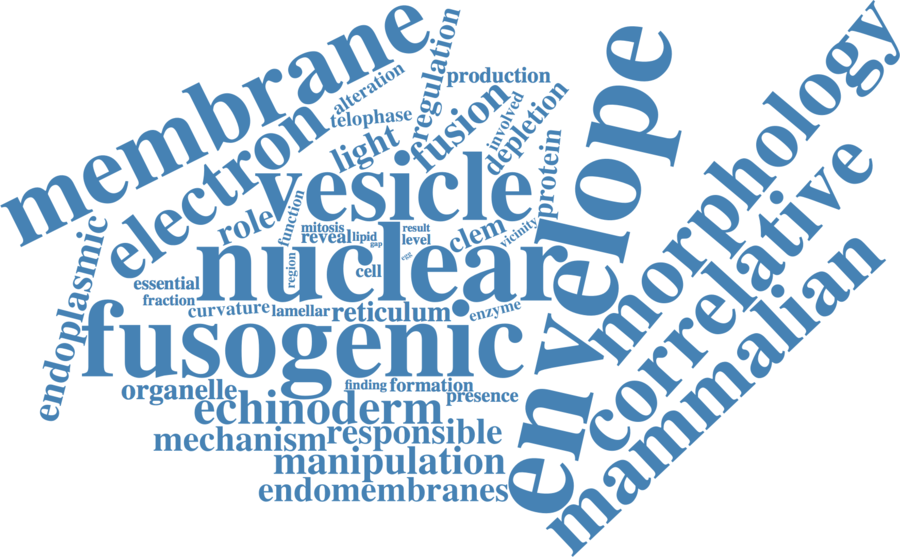 membrane
electron
alteration
telophase
light
regulation
production
fusion
involved
depletion
protein
envelope
morphology
correlative
mammalian
vesicle
role
function
mitosis
reveal
lipid
gap
result
level
egg
clem
vicinity
nuclear
region
cell
endoplasmic
essential
fraction
curvature
lamellar
reticulum
enzyme
fusogenic
organelle
finding
formation
presence
echinoderm
mechanism
responsible
manipulation
endomembranes